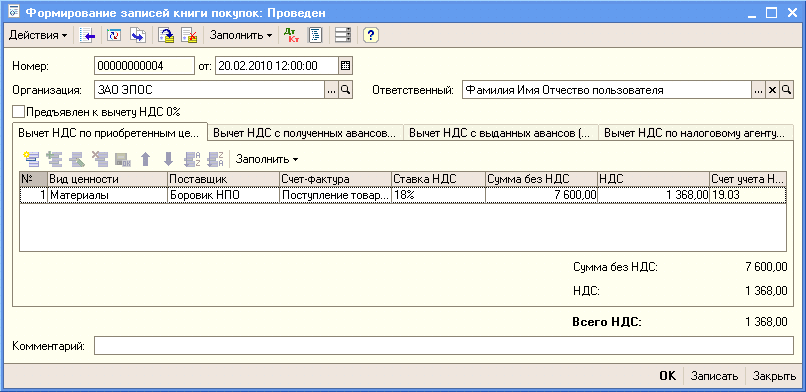 Формирование записей книги покупок: Проведен
Действия Заполнить Дт Кт ?
Номер: 00000000004 от: 20.02.2010 12:00:00
Организация: ЗАО ЭПОС ... Ответственный: Фамилия Имя Отчество пользователя ... x
Предъявлен к вычету НДС 0%
Вычет НДС по приобретенным це... Вычет НДС с полученных авансов... Вычет НДС с выданных авансов (... Вычет НДС по налоговому агенту...
Заполнить
№ Вид ценности Поставщик Счет-фактура Ставка НДС Сумма без НДС НДС Счет учета Н...
1 Материалы Боровик НПО Поступление товар... 18% 7 600,00 1 368,00 19.03
Сумма без НДС: 7 600,00
НДС: 1 368,00
Всего НДС: 1 368,00
Комментарий:
OK Записать Закрыть